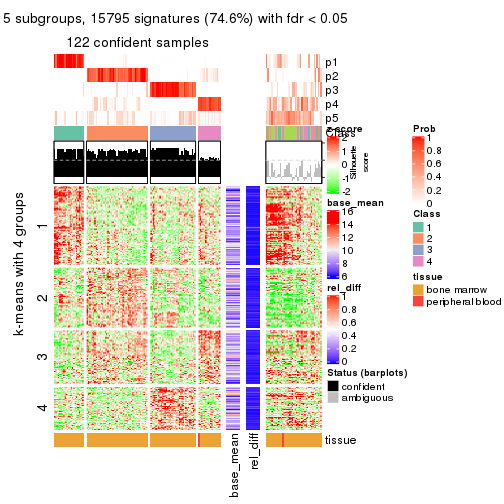 5 subgroups, 15795 signatures (74.6%) with fdr < 0.05
122 confident samples
p1
p2
p3
p4
p5
Class
z-score
2
1
0
-1
-2
Silhouette
score
Prob
1
0.8
0.6
0.4
0.2
0
base_mean
16
14
12
10
8
6
Class
1
2
3
4
rel_diff
1
0.8
0.6
0.4
0.2
0
tissue
bone marrow
peripheral blood
Status (barplots)
confident
ambiguous
k-means with 4 groups
1
2
3
4
tissue
base_mean
rel_diff